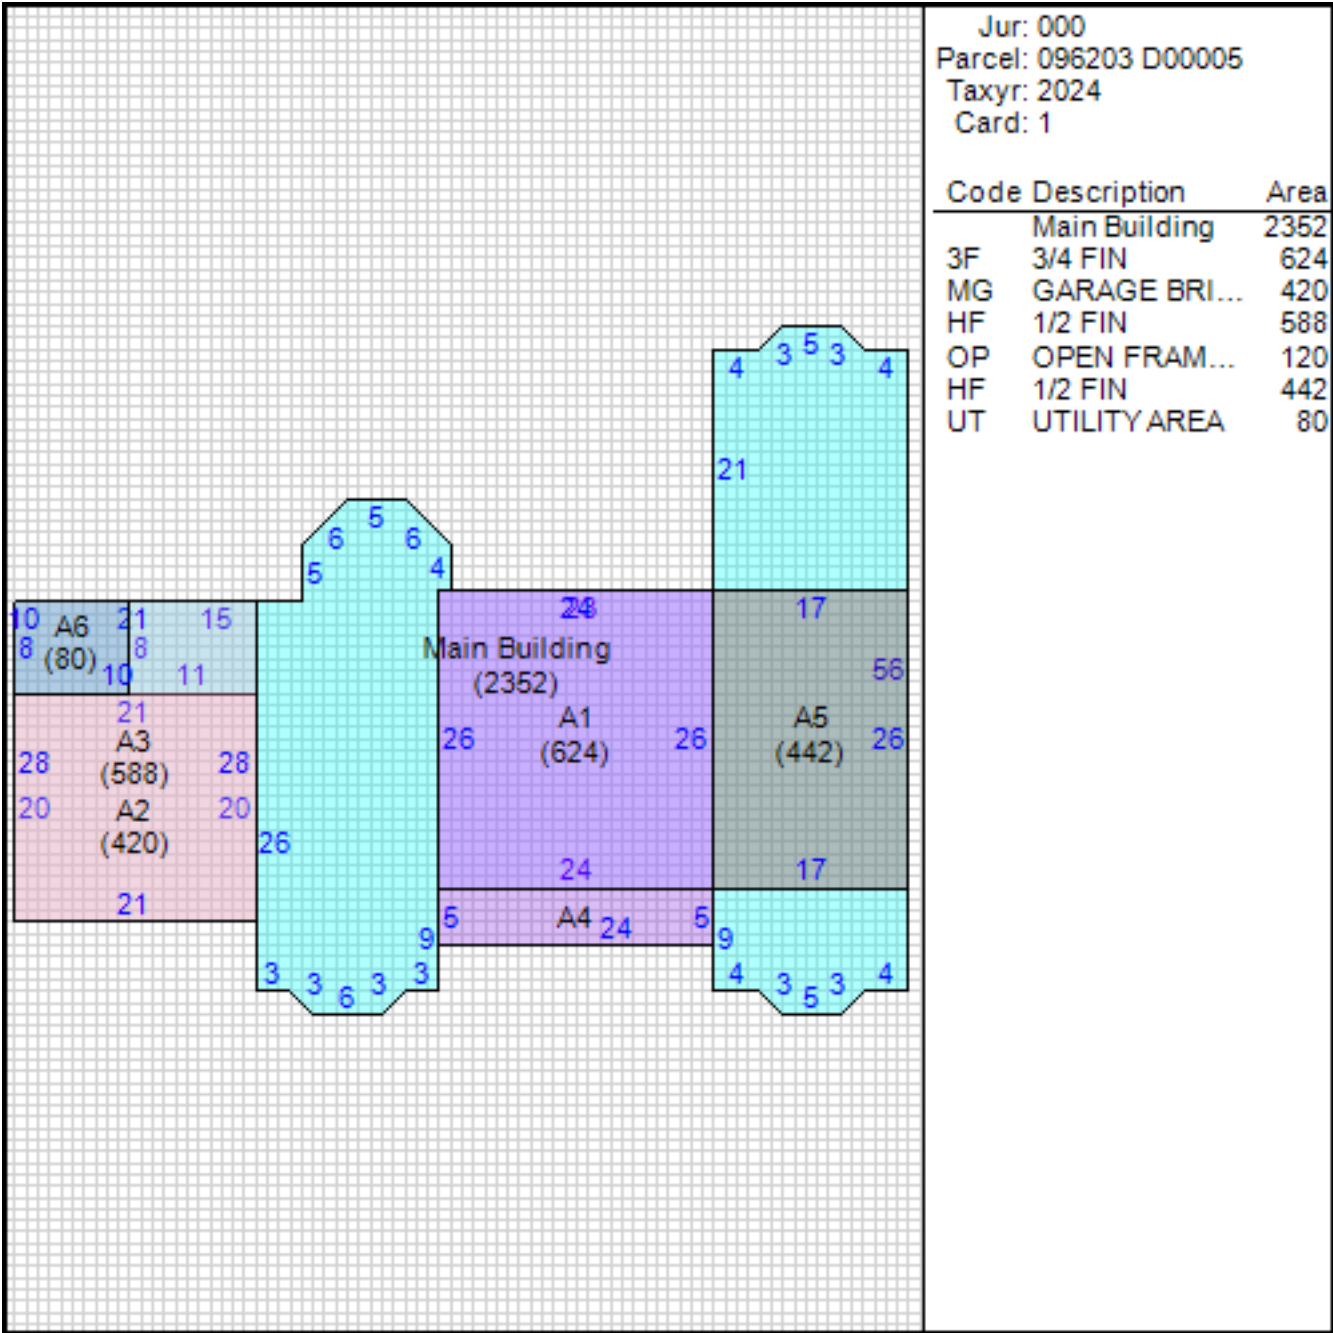 Jur: 000
Parcel: 096203 D00005
Taxyr: 2024
Card: 1
Code Description Area
Main Building 2352
3F 3/4 FIN 624
MG GARAGE BRI... 420
HF 1/2 FIN 588
OP OPEN FRAM... 120
HF 1/2 FIN 442
UT UTILITY AREA 80
4 3 5 3 4
21
5
6 6
5 4
10 21 15 24 17
A6
8 (80) 8
10 11
Main Building
(2352)
56
21
A3
(588)
28 28
A2
(420)
20 20
21
26
A1
(624)
26 26
A5
(442)
26
24 17
5 A4 24 5
9 9
3 3 6 3 3
4 3 5 3 4